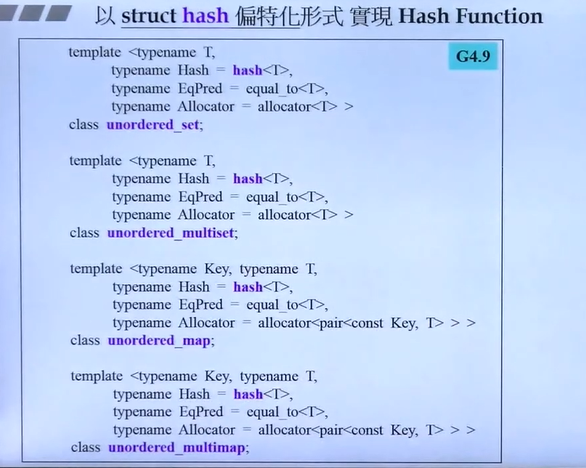 以 struct hash 偏特化形式 實現 Hash Function
G4.9
template <typename T,
typename Hash = hash<T>,
typename EqPred = equal_to<T>,
typename Allocator = allocator<T> >
class unordered_set;
template <typename T,
typename Hash = hash<T>,
typename EqPred = equal_to<T>,
typename Allocator = allocator<T> >
class unordered_multiset;
template <typename Key, typename T,
typename Hash = hash<T>,
typename EqPred = equal_to<T>,
typename Allocator = allocator<pair<const Key, T> > >
class unordered_map;
template <typename Key, typename T,
typename Hash = hash<T>,
typename EqPred = equal_to<T>,
typename Allocator = allocator<pair<const Key, T> > >
class unordered_multimap;